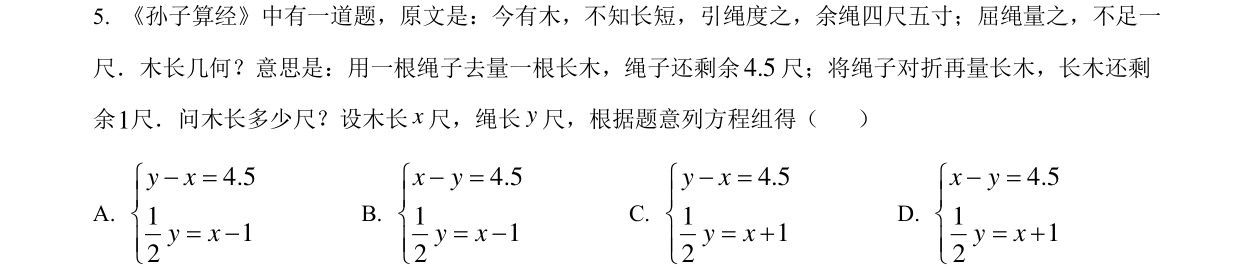 5. 《孙子算经》中有一道题，原文是：今有木，不知长短，引绳度之，余绳四尺五寸；屈绳量之，不足一
尺．木长几何？意思是：用一根绳子去量一根长木，绳子还剩余4.5尺；将绳子对折再量长木，长木还剩
余1尺．问木长多少尺？设木长x尺，绳长y尺，根据题意列方程组得（ ）
A. { y－x＝4.5
1/2 y＝x－1
B. { x－y＝4.5
1/2 y＝x－1
C. { y－x＝4.5
1/2 y＝x＋1
D. { x－y＝4.5
1/2 y＝x＋1